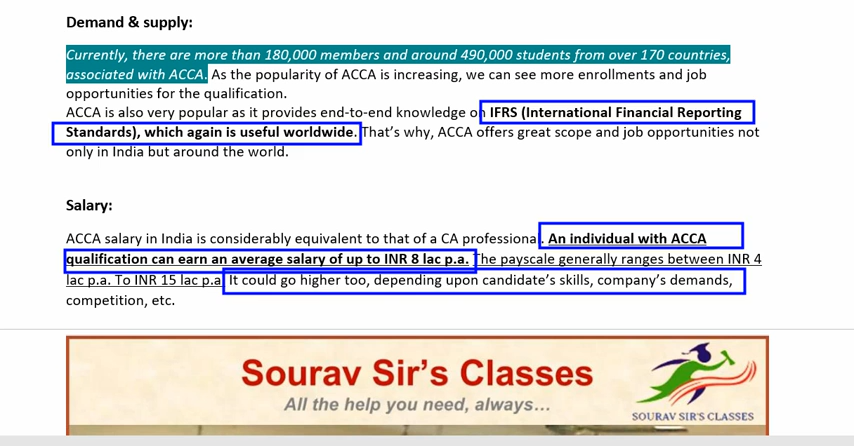 Demand & supply:
Currently, there are more than 180,000 members and around 490,000 students from over 170 countries,
associated with ACCA. As the popularity of ACCA is increasing, we can see more enrollments and job
opportunities for the qualification.
ACCA is also very popular as it provides end-to-end knowledge on IFRS (International Financial Reporting
Standards), which again is useful worldwide. That's why, ACCA offers great scope and job opportunities not
only in India but around the world.
Salary:
ACCA salary in India is considerably equivalent to that of a CA professional. An individual with ACCA
qualification can earn an average salary of up to INR 8 lac p.a. The payscale generally ranges between INR 4
lac p.a. To INR 15 lac p.a. It could go higher too, depending upon candidate's skills, company's demands,
competition, etc.
Sourav Sir's Classes
All the help you need, always...
SOURAV SIR'S CLASSES